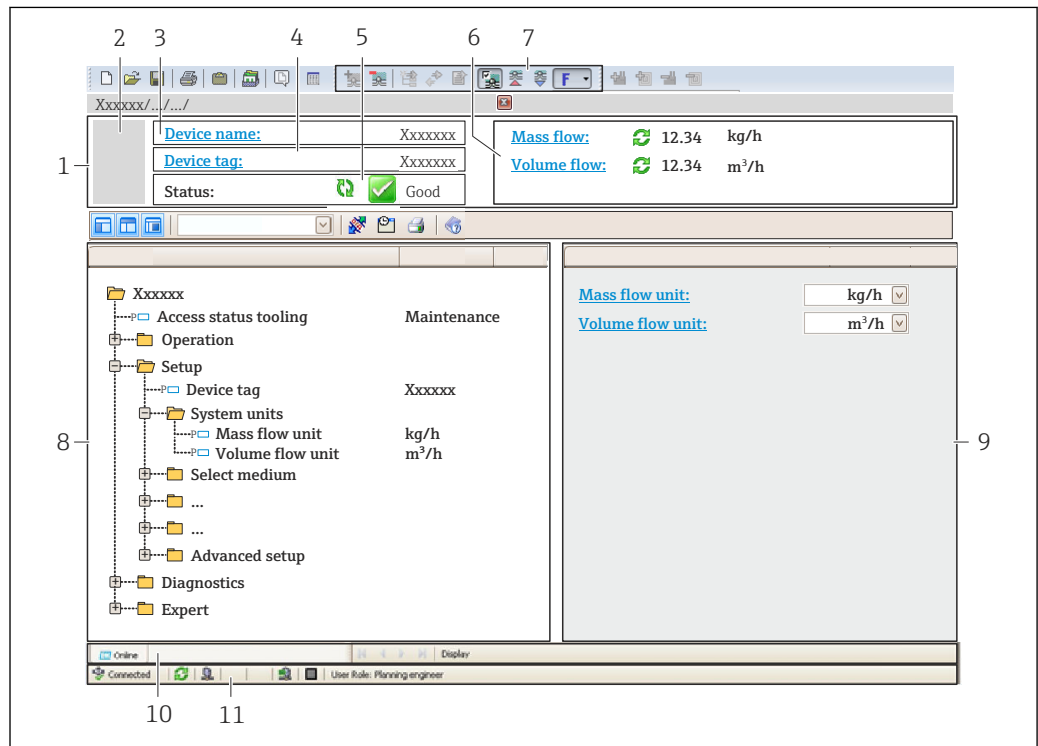 2 3 4 5 6 7
F
Xxxxxx/.../.../
1
Device name: Xxxxxxx
Device tag: Xxxxxxx
Status: Good
Mass flow: 12.34 kg/h
Volume flow: 12.34 m³/h
Xxxxxx
P Access status tooling Maintenance
Operation
Setup
P Device tag Xxxxxx
System units
P Mass flow unit kg/h
P Volume flow unit m³/h
Select medium
...
...
Advanced setup
Diagnostics
Expert
8
Mass flow unit: kg/h
Volume flow unit: m³/h
9
Online Display
Connected User Role: Planning engineer
10 11